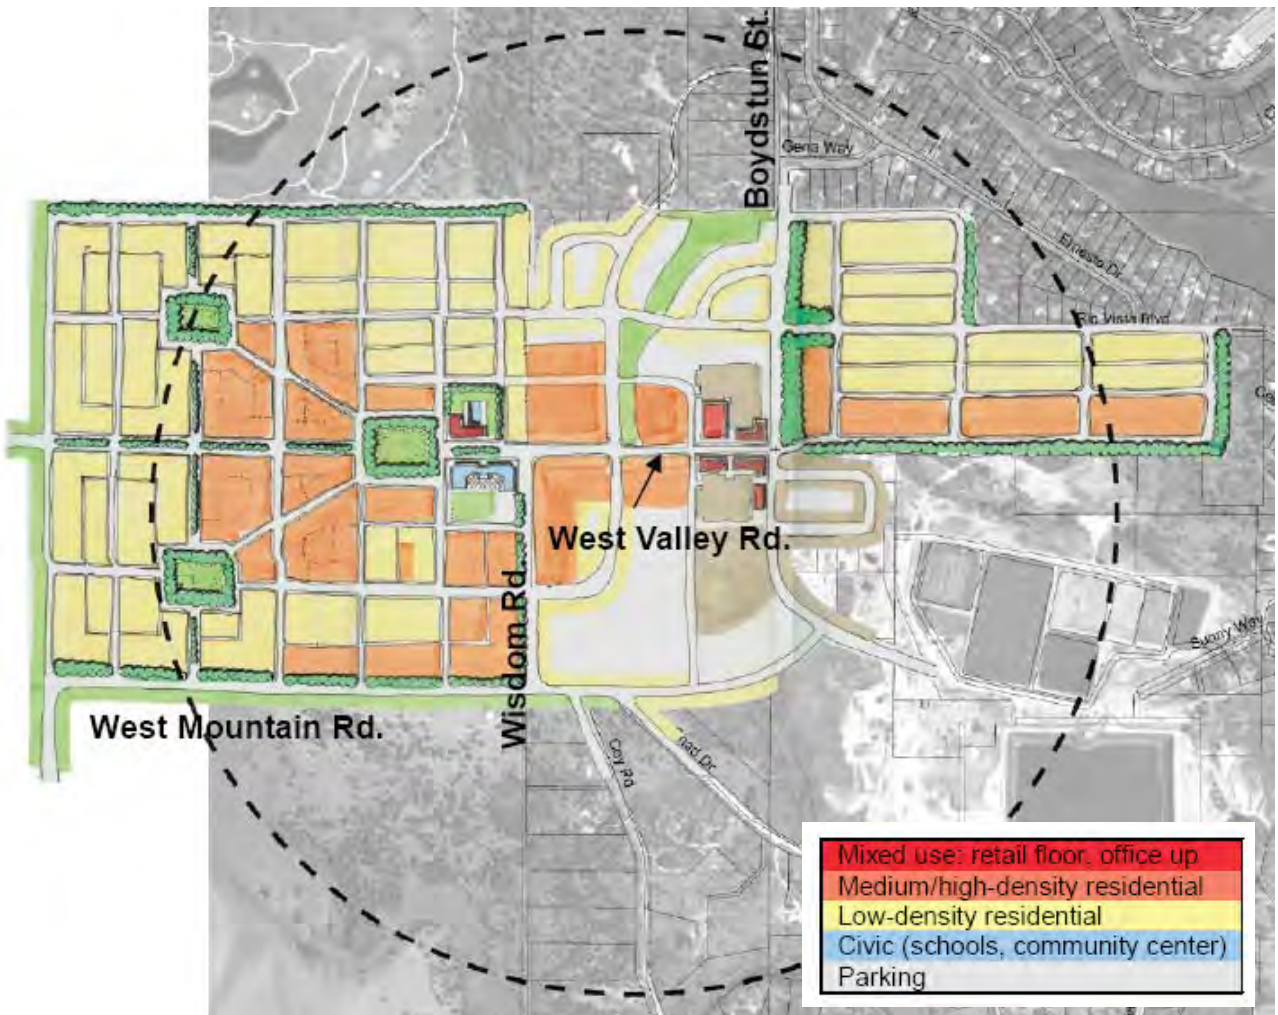 Boydstun St.
Gena Way
Ernesto Dr
Rio Vista Blvd
West Valley Rd.
Wisdom Rd.
Sunny Way
West Mountain Rd.
Coy Rd
Dr
Mixed use: retail floor, office up
Medium/high-density residential
Low-density residential
Civic (schools, community center)
Parking